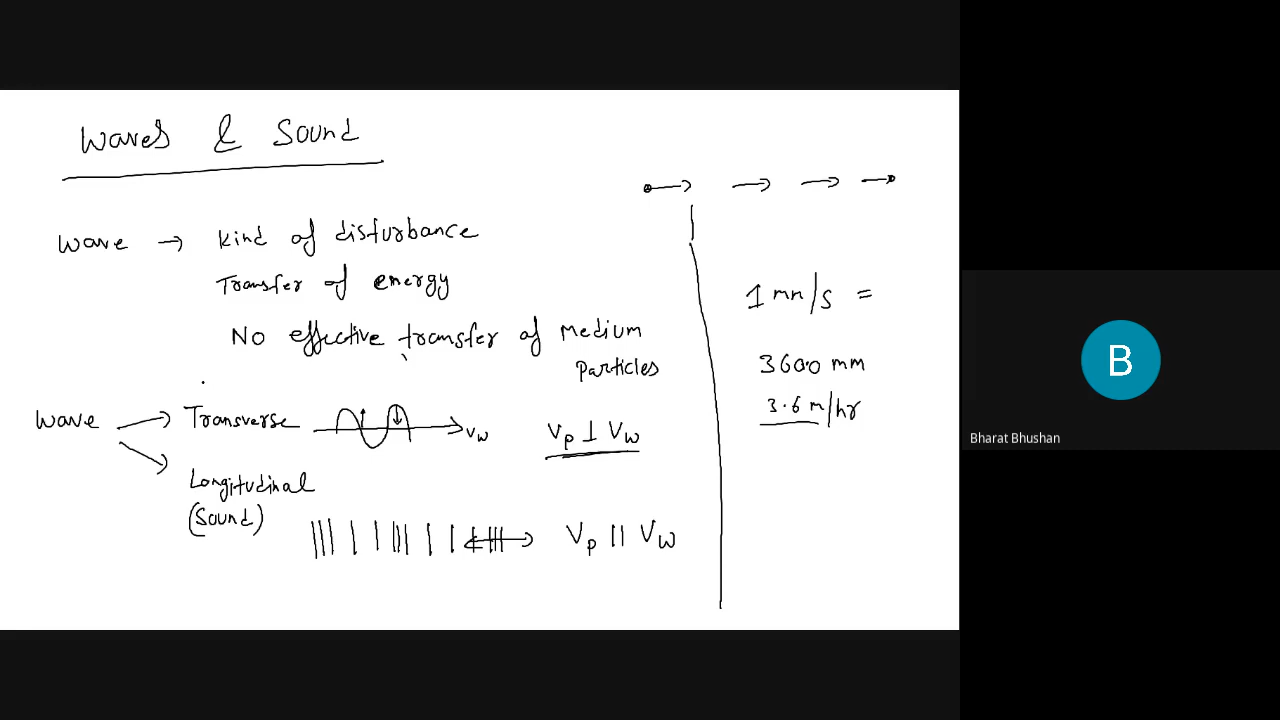 Waves & Sound
Wave → Kind of disturbance
Transfer of energy
No effective transfer of medium
particles
Wave → Transverse Vw Vp ⊥ Vw
Longitudinal
(Sound)
Vp || Vw
1 mm/s =
3600 mm
3.6 m/hr
B
Bharat Bhushan